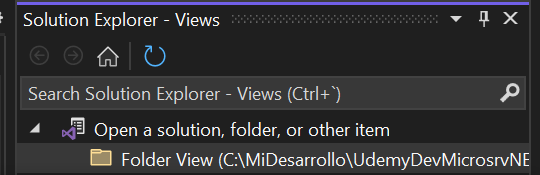 Solution Explorer - Views
Search Solution Explorer - Views (Ctrl+`)
Open a solution, folder, or other item
Folder View (C:\MiDesarrollo\UdemyDevMicrosrvNE